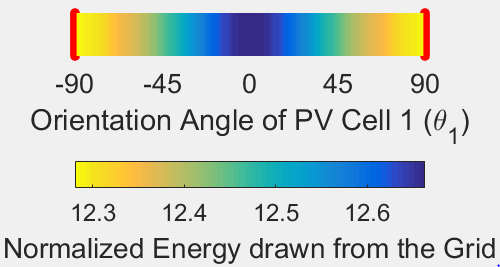 -90 -45 0 45 90
Orientation Angle of PV Cell 1 (θ₁)
12.3 12.4 12.5 12.6
Normalized Energy drawn from the Grid